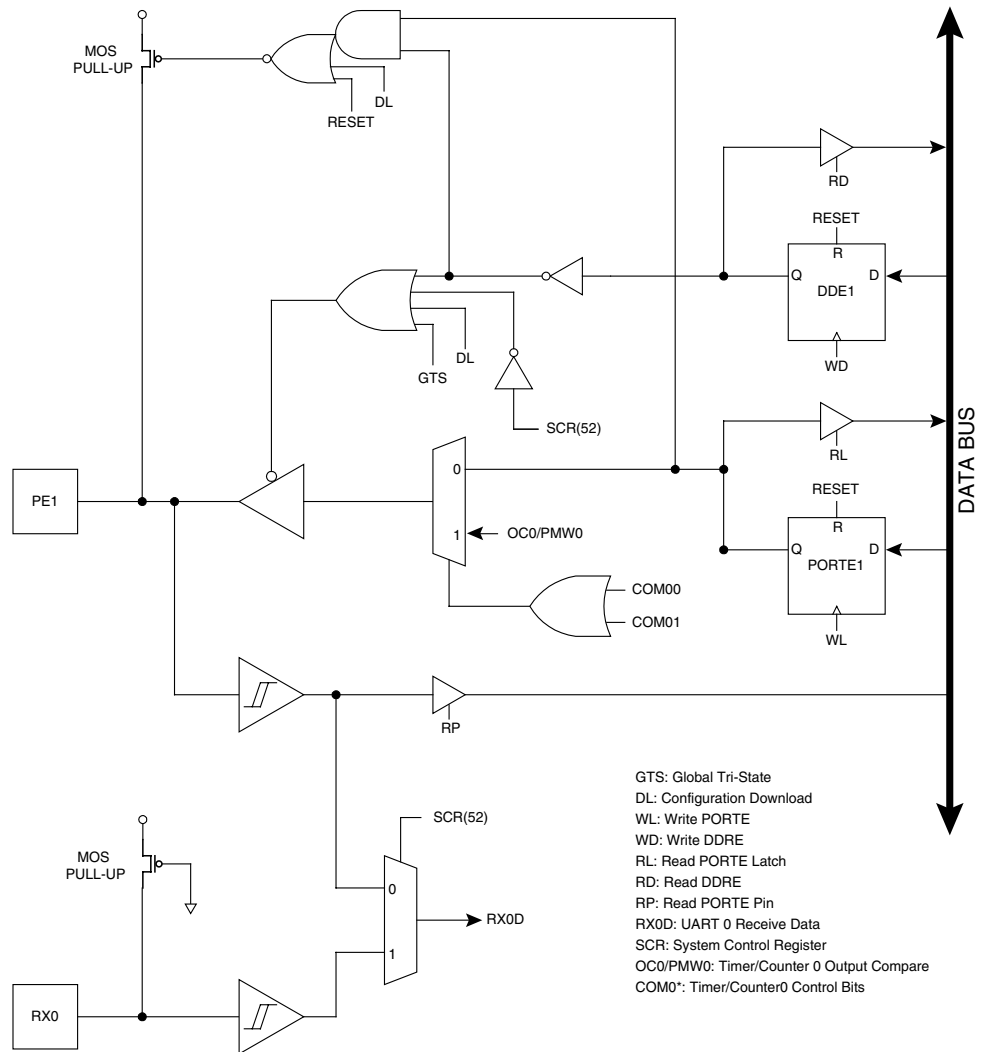 MOS
PULL-UP
DL
RESET
RD
RESET
R
Q
D
DDE1
WD
DL
GTS
SCR(52)
RL
0
PE1
1
OC0/PMW0
RESET
R
Q
D
PORTE1
WL
COM00
COM01
DATA BUS
RP
SCR(52)
MOS
PULL-UP
0
RX0D
1
RX0
GTS: Global Tri-State
DL: Configuration Download
WL: Write PORTE
WD: Write DDRE
RL: Read PORTE Latch
RD: Read DDRE
RP: Read PORTE Pin
RX0D: UART 0 Receive Data
SCR: System Control Register
OC0/PMW0: Timer/Counter 0 Output Compare
COM0*: Timer/Counter0 Control Bits